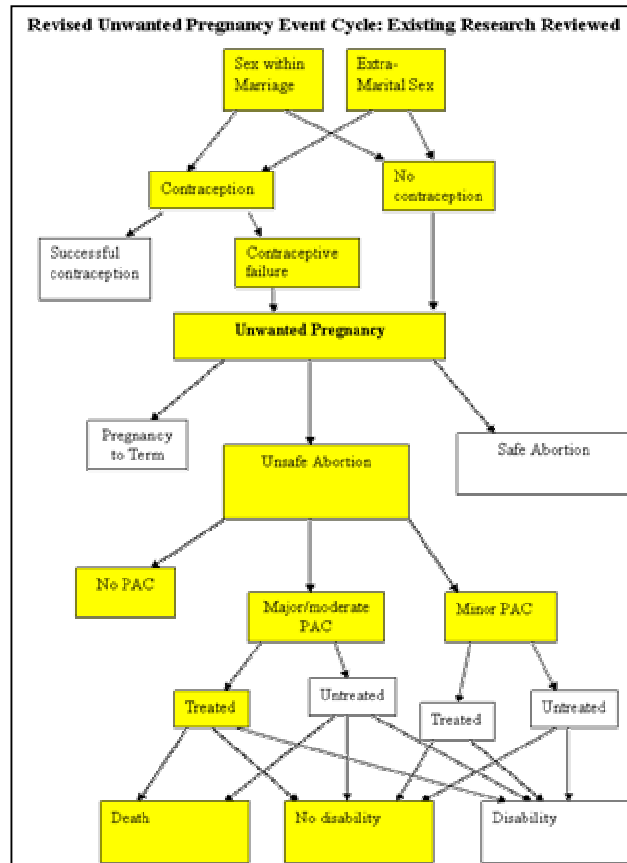 Revised Unwanted Pregnancy Event Cycle: Existing Research Reviewed
Sex within
Marriage
Extra-
Marital Sex
Contraception
No
contraception
Successful
contraception
Contraceptive
failure
Unwanted Pregnancy
Pregnancy
to Term
Unsafe Abortion
Safe Abortion
No PAC
Major/moderate
PAC
Minor PAC
Treated
Untreated
Treated
Untreated
Death
No disability
Disability